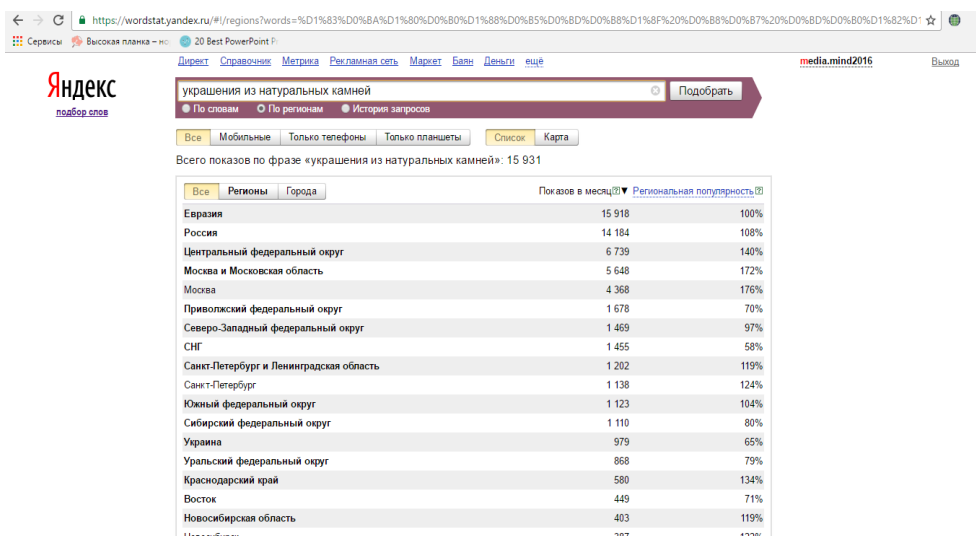 https://wordstat.yandex.ru/#!/regions?words=%D1%83%D0%BA%D1%80%D0%B0%D1%88%D0%B5%D0%BD%D0%B8%D1%8F%20%D0%B8%D0%B7%20%D0%BD%D0%B0%D1%82%D1
Сервисы Высокая планка – но 20 Best PowerPoint Pr
Директ Справочник Метрика Рекламная сеть Маркет Баян Деньги ещё media.mind2016 Выход
Яндекс
подбор слов
украшения из натуральных камней Подобрать
По словам По регионам История запросов
Все Мобильные Только телефоны Только планшеты Список Карта
Всего показов по фразе «украшения из натуральных камней»: 15 931
Все Регионы Города Показов в месяц[?]▼ Региональная популярность[?]
Евразия 15 918 100%
Россия 14 184 108%
Центральный федеральный округ 6 739 140%
Москва и Московская область 5 648 172%
Москва 4 368 176%
Приволжский федеральный округ 1 678 70%
Северо-Западный федеральный округ 1 469 97%
СНГ 1 455 58%
Санкт-Петербург и Ленинградская область 1 202 119%
Санкт-Петербург 1 138 124%
Южный федеральный округ 1 123 104%
Сибирский федеральный округ 1 110 80%
Украина 979 65%
Уральский федеральный округ 868 79%
Краснодарский край 580 134%
Восток 449 71%
Новосибирская область 403 119%